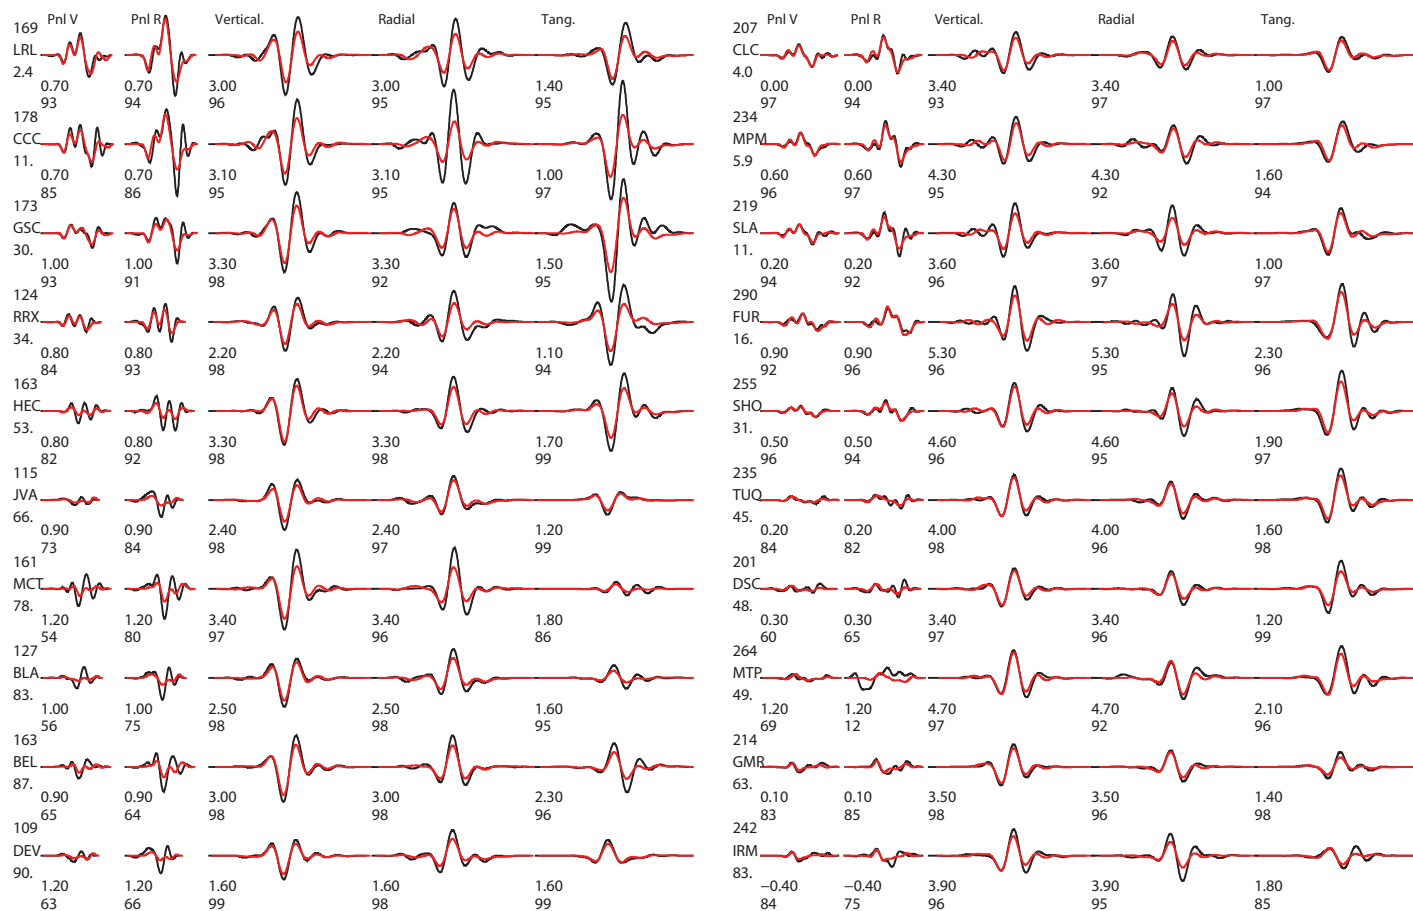 Pnl V Pnl R Vertical. Radial Tang.
169
LRL
2.4
0.70 0.70 3.00 3.00 1.40
93 94 96 95 95
178
CCC
11.
0.70 0.70 3.10 3.10 1.00
85 86 95 95 97
173
GSC
30.
1.00 1.00 3.30 3.30 1.50
93 91 98 92 95
124
RRX
34.
0.80 0.80 2.20 2.20 1.10
84 93 98 94 94
163
HEC
53.
0.80 0.80 3.30 3.30 1.70
82 92 98 98 99
115
JVA
66.
0.90 0.90 2.40 2.40 1.20
73 84 98 97 99
161
MCT
78.
1.20 1.20 3.40 3.40 1.80
54 80 97 96 86
127
BLA
83.
1.00 1.00 2.50 2.50 1.60
56 75 98 98 95
163
BEL
87.
0.90 0.90 3.00 3.00 2.30
65 64 98 98 96
109
DEV
90.
1.20 1.20 1.60 1.60 1.60
63 66 99 98 99
Pnl V Pnl R Vertical. Radial Tang.
207
CLC
4.0
0.00 0.00 3.40 3.40 1.00
97 94 93 97 97
234
MPM
5.9
0.60 0.60 4.30 4.30 1.60
96 97 95 92 94
219
SLA
11.
0.20 0.20 3.60 3.60 1.00
94 92 96 97 97
290
FUR
16.
0.90 0.90 5.30 5.30 2.30
92 96 96 95 96
255
SHO
31.
0.50 0.50 4.60 4.60 1.90
96 94 96 95 97
235
TUQ
45.
0.20 0.20 4.00 4.00 1.60
84 82 98 96 98
201
DSC
48.
0.30 0.30 3.40 3.40 1.20
60 65 97 96 99
264
MTP
49.
1.20 1.20 4.70 4.70 2.10
69 12 97 92 96
214
GMR
63.
0.10 0.10 3.50 3.50 1.40
83 85 98 96 98
242
IRM
83.
−0.40 −0.40 3.90 3.90 1.80
84 75 96 95 85